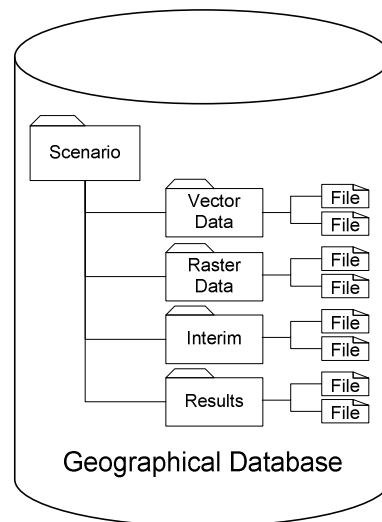 Scenario
Vector
Data
File
File
Raster
Data
File
File
Interim
File
File
Results
File
File
Geographical Database